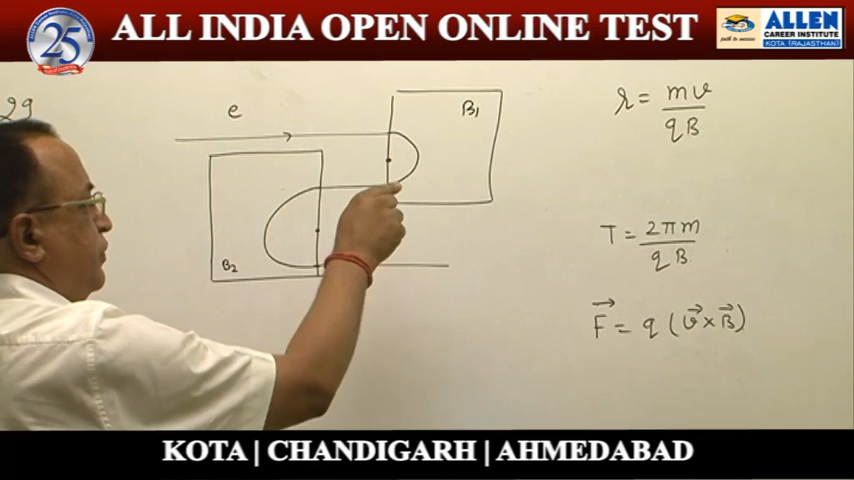 25
ALL INDIA OPEN ONLINE TEST
ALLEN
CAREER INSTITUTE
KOTA (RAJASTHAN)
path to success
29
e
B₁
r = mv / qB
T = 2πm / qB
B₂
F⃗ = q (v⃗ × B⃗)
KOTA | CHANDIGARH | AHMEDABAD